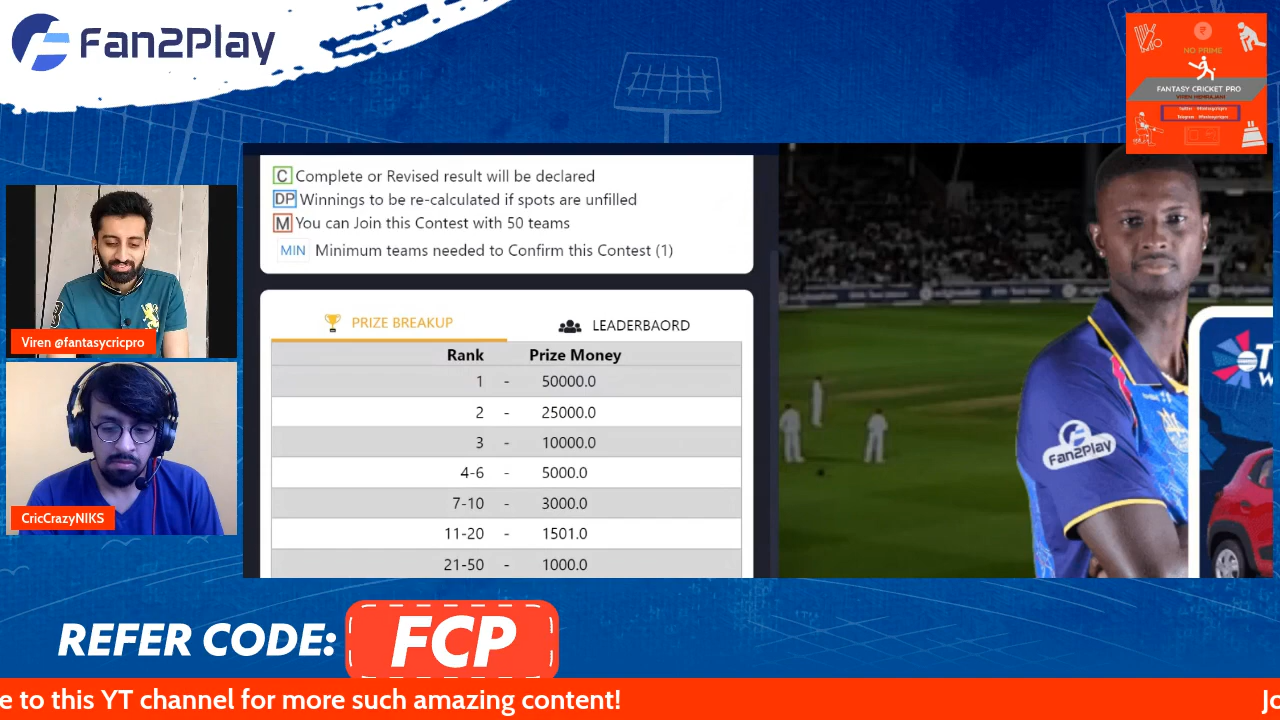 Fan2Play
NO PRIME
FANTASY CRICKET PRO
VIREN HEMRAJANI
C Complete or Revised result will be declared
DP Winnings to be re-calculated if spots are unfilled
M You can Join this Contest with 50 teams
MIN Minimum teams needed to Confirm this Contest (1)
PRIZE BREAKUP
LEADERBAORD
Rank Prize Money
1 - 50000.0
2 - 25000.0
3 - 10000.0
4-6 - 5000.0
7-10 - 3000.0
11-20 - 1501.0
21-50 - 1000.0
Viren @fantasycricpro
CricCrazyNIKS
Fan2Play
T
W
REFER CODE: FCP
e to this YT channel for more such amazing content!
Jo